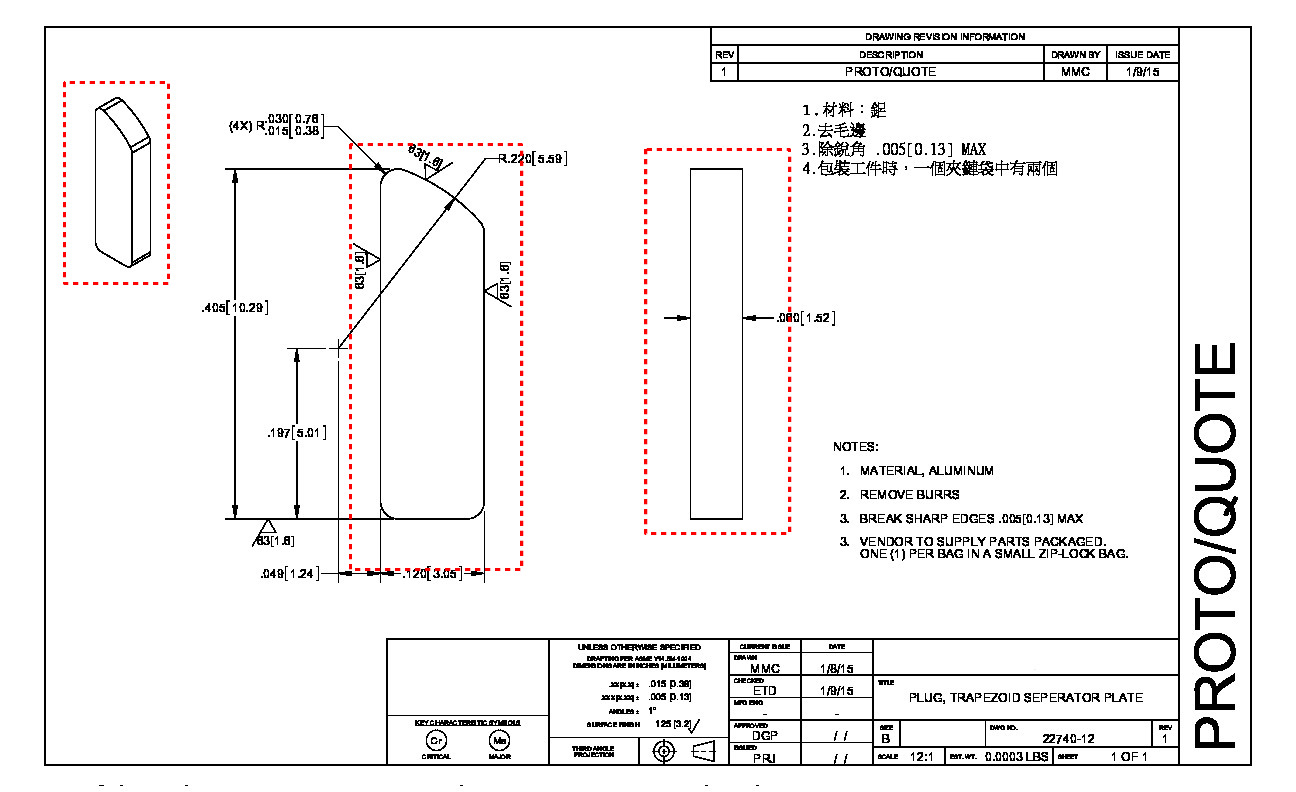 DRAWING REVISION INFORMATION
REV DESCRIPTION DRAWN BY ISSUE DATE
1 PROTO/QUOTE MMC 1/9/15
1.材料：鋁
2.去毛邊
3.除銳角 .005[0.13] MAX
4.包裝工件時，一個夾鏈袋中有兩個
(4X) R.030[0.76]
.015[0.38]
63[1.6]
R.220[5.59]
63[1.6]
63[1.6]
.405[10.29]
.060[1.52]
.197[5.01]
63[1.6]
.049[1.24]
.120[3.05]
NOTES:
1. MATERIAL, ALUMINUM
2. REMOVE BURRS
3. BREAK SHARP EDGES .005[0.13] MAX
3. VENDOR TO SUPPLY PARTS PACKAGED.
ONE (1) PER BAG IN A SMALL ZIP-LOCK BAG.
PROTO/QUOTE
KEY CHARACTERISTIC SYMBOLS
Cr Ma
CRITICAL MAJOR
UNLESS OTHERWISE SPECIFIED
DRAFTING PER ASME Y14.5M-1994
DIMENSIONS ARE IN INCHES [MILLIMETERS]
.xx[x.x] ± .015 [0.38]
.xxx[x.xx] ± .005 [0.13]
ANGLES ± 1°
SURFACE FINISH 125 [3.2]
THIRD ANGLE
PROJECTION
CURRENT ISSUE DATE
DRAWN
MMC 1/8/15
CHECKED
ETD 1/9/15
MFG ENG
- -
APPROVED
DGP / /
ISSUED
PRJ / /
TITLE
PLUG, TRAPEZOID SEPERATOR PLATE
SIZE DWG NO. REV
B 22740-12 1
SCALE 12:1 EST. WT. 0.0003 LBS SHEET 1 OF 1